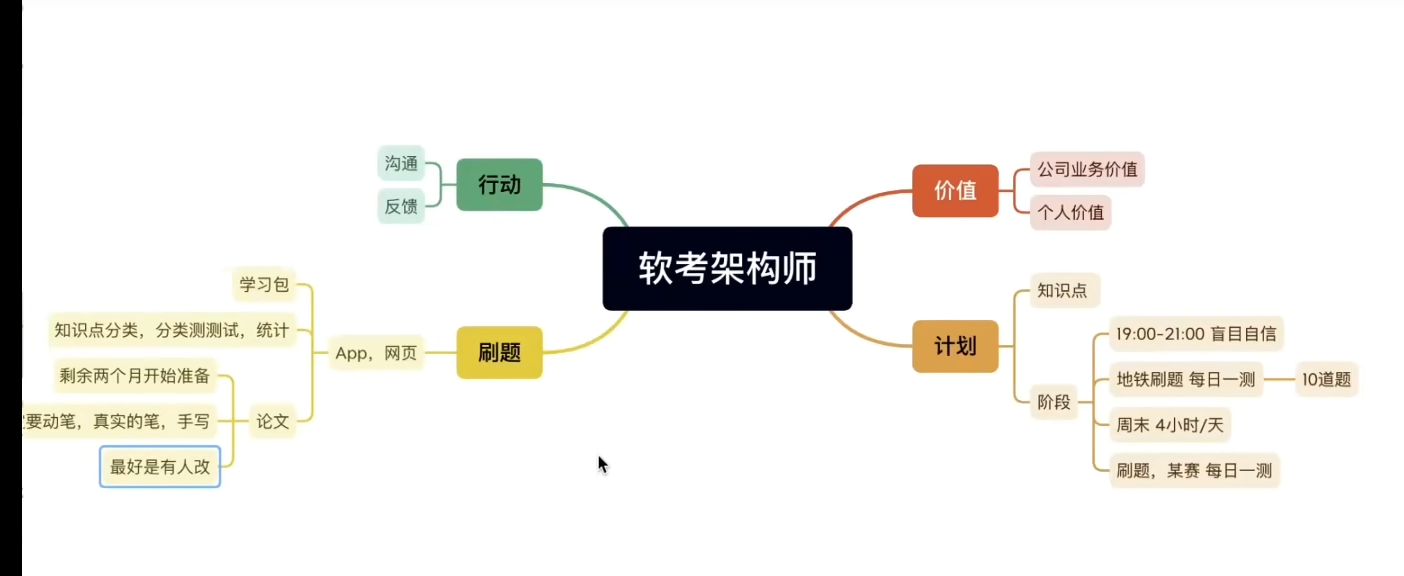 软考架构师
行动
沟通
反馈
刷题
App，网页
学习包
知识点分类，分类测测试，统计
论文
剩余两个月开始准备
要动笔，真实的笔，手写
最好是有人改
价值
公司业务价值
个人价值
计划
知识点
阶段
19:00-21:00 盲目自信
地铁刷题 每日一测
10道题
周末 4小时/天
刷题，某赛 每日一测